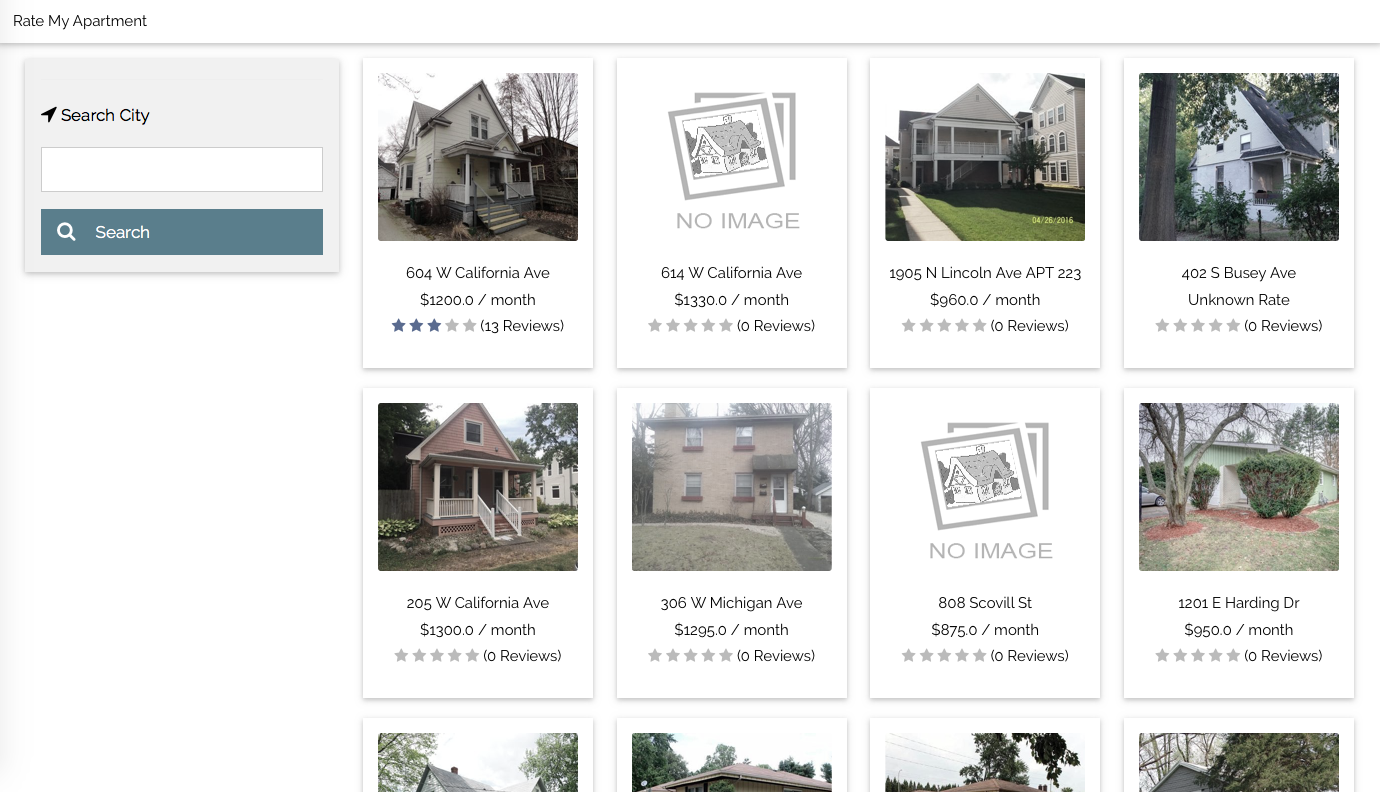 Rate My Apartment
Search City
Search
604 W California Ave
$1200.0 / month
(13 Reviews)
NO IMAGE
614 W California Ave
$1330.0 / month
(0 Reviews)
04/26/2016
1905 N Lincoln Ave APT 223
$960.0 / month
(0 Reviews)
402 S Busey Ave
Unknown Rate
(0 Reviews)
205 W California Ave
$1300.0 / month
(0 Reviews)
306 W Michigan Ave
$1295.0 / month
(0 Reviews)
NO IMAGE
808 Scovill St
$875.0 / month
(0 Reviews)
1201 E Harding Dr
$950.0 / month
(0 Reviews)